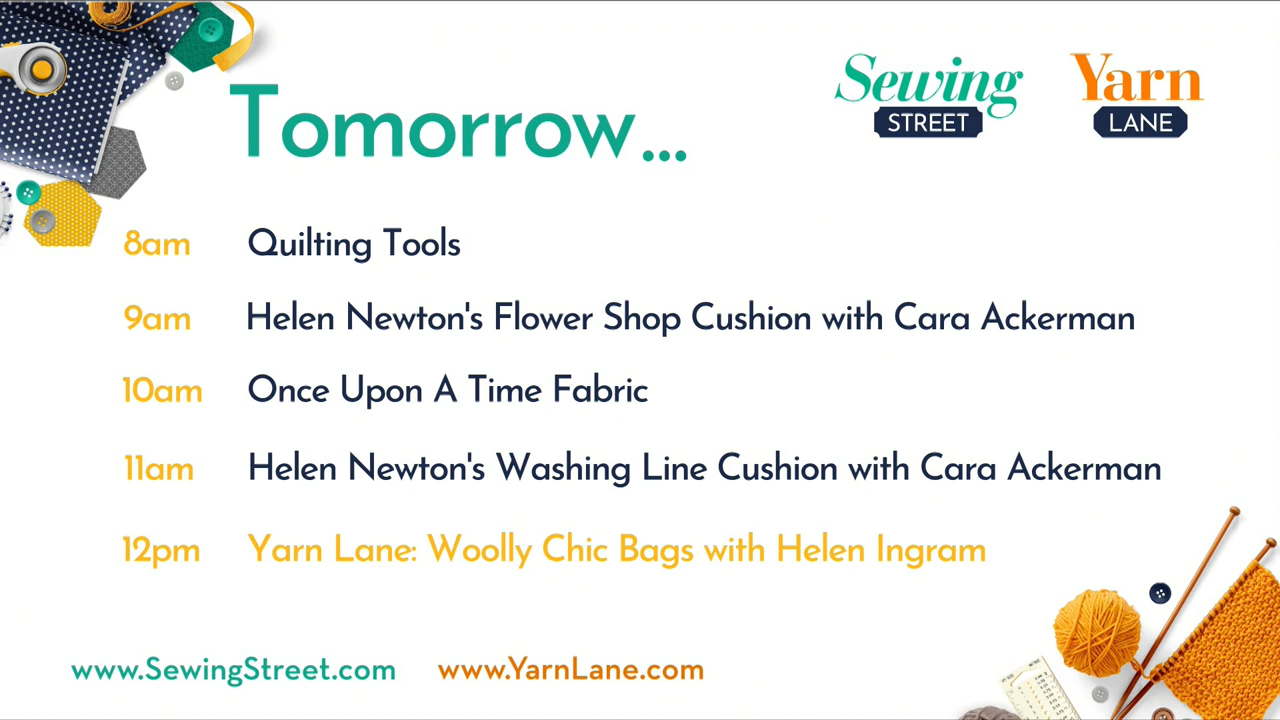 Tomorrow...
Sewing
STREET
Yarn
LANE
8am Quilting Tools
9am Helen Newton's Flower Shop Cushion with Cara Ackerman
10am Once Upon A Time Fabric
11am Helen Newton's Washing Line Cushion with Cara Ackerman
12pm Yarn Lane: Woolly Chic Bags with Helen Ingram
www.SewingStreet.com www.YarnLane.com